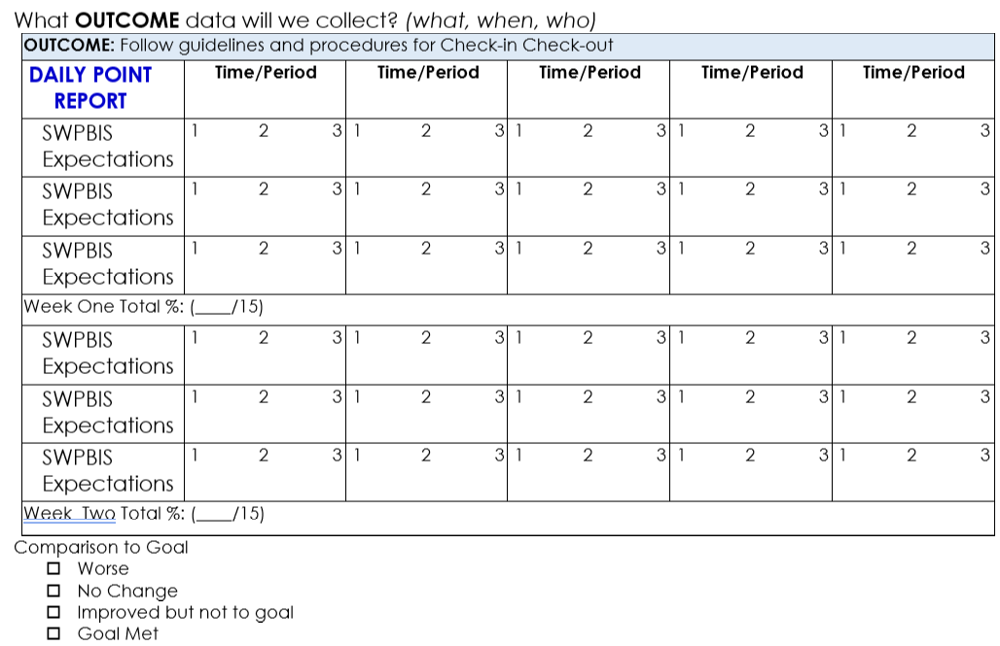 What OUTCOME data will we collect? (what, when, who)
OUTCOME: Follow guidelines and procedures for Check-in Check-out
DAILY POINT REPORT Time/Period Time/Period Time/Period Time/Period Time/Period
SWPBIS Expectations 1 2 3 1 2 3 1 2 3 1 2 3 1 2 3
SWPBIS Expectations 1 2 3 1 2 3 1 2 3 1 2 3 1 2 3
SWPBIS Expectations 1 2 3 1 2 3 1 2 3 1 2 3 1 2 3
Week One Total %: (____/15)
SWPBIS Expectations 1 2 3 1 2 3 1 2 3 1 2 3 1 2 3
SWPBIS Expectations 1 2 3 1 2 3 1 2 3 1 2 3 1 2 3
SWPBIS Expectations 1 2 3 1 2 3 1 2 3 1 2 3 1 2 3
Week Two Total %: (____/15)
Comparison to Goal
☐ Worse
☐ No Change
☐ Improved but not to goal
☐ Goal Met